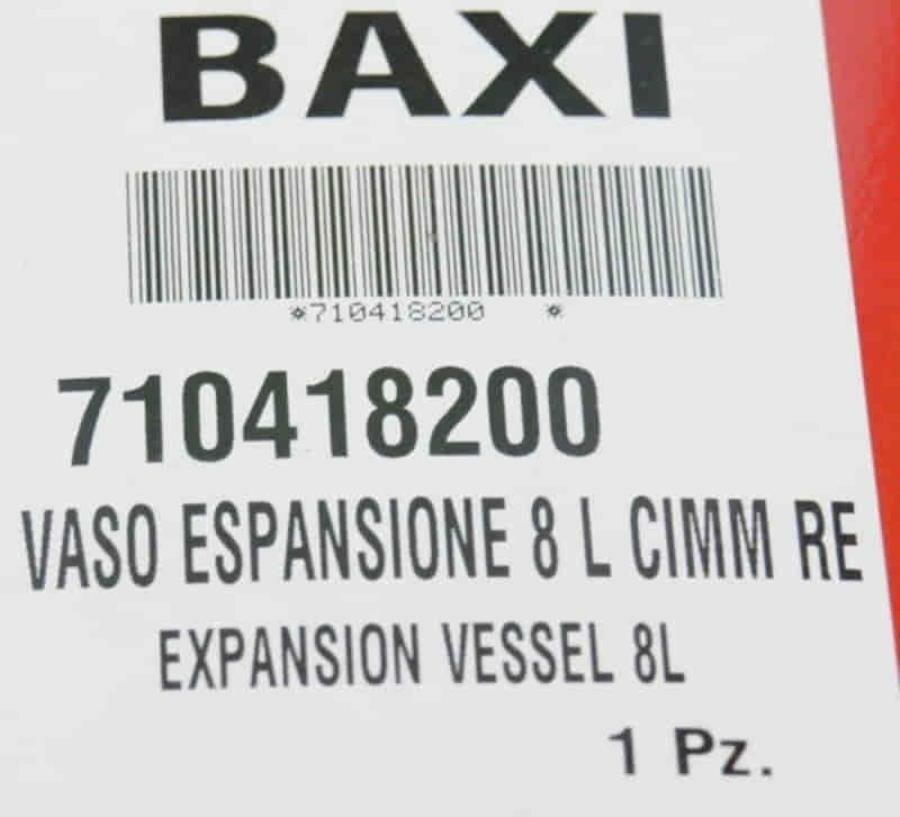 BAXI
*710418200 *
710418200
VASO ESPANSIONE 8 L CIMM RE
EXPANSION VESSEL 8L
1 Pz.